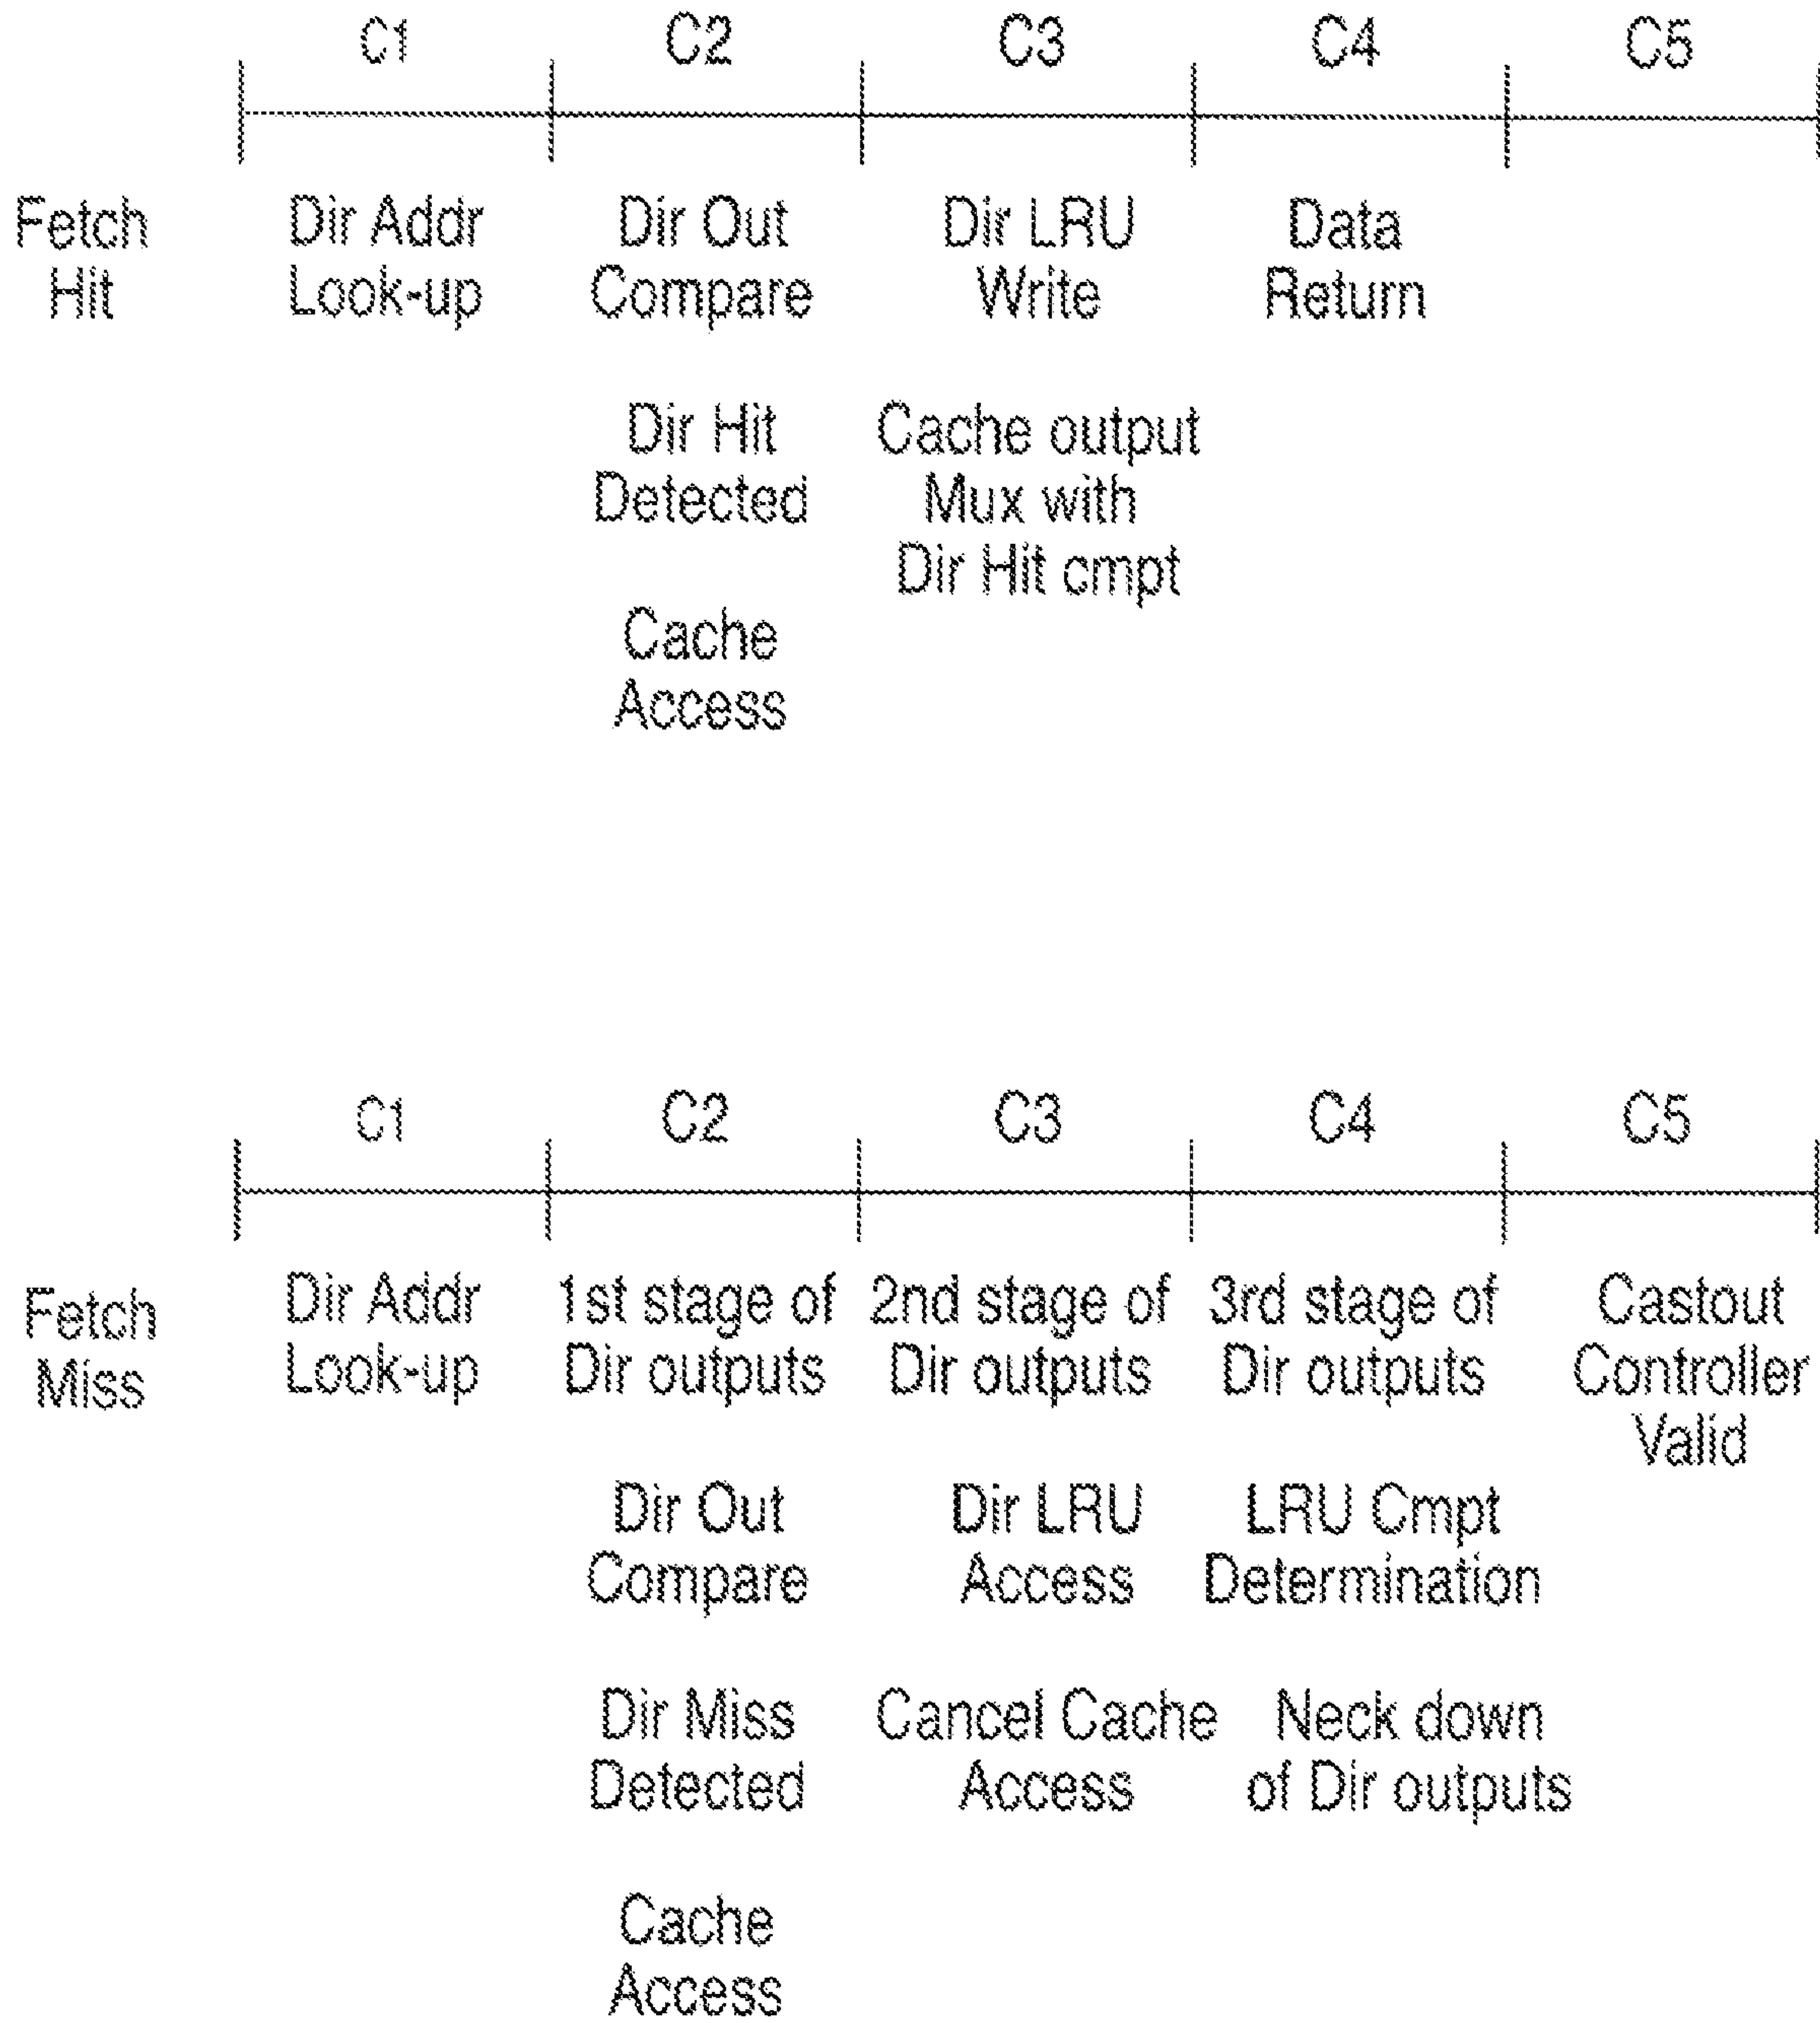 C1 C2 C3 C4 C5
Fetch
Hit
Dir Addr
Look-up
Dir Out
Compare
Dir Hit
Detected
Cache
Access
Dir LRU
Write
Cache output
Mux with
Dir Hit cmpt
Data
Return
C1 C2 C3 C4 C5
Fetch
Miss
Dir Addr
Look-up
1st stage of
Dir outputs
Dir Out
Compare
Dir Miss
Detected
Cache
Access
2nd stage of
Dir outputs
Dir LRU
Access
Cancel Cache
Access
3rd stage of
Dir outputs
LRU Cmpt
Determination
Neck down
of Dir outputs
Castout
Controller
Valid